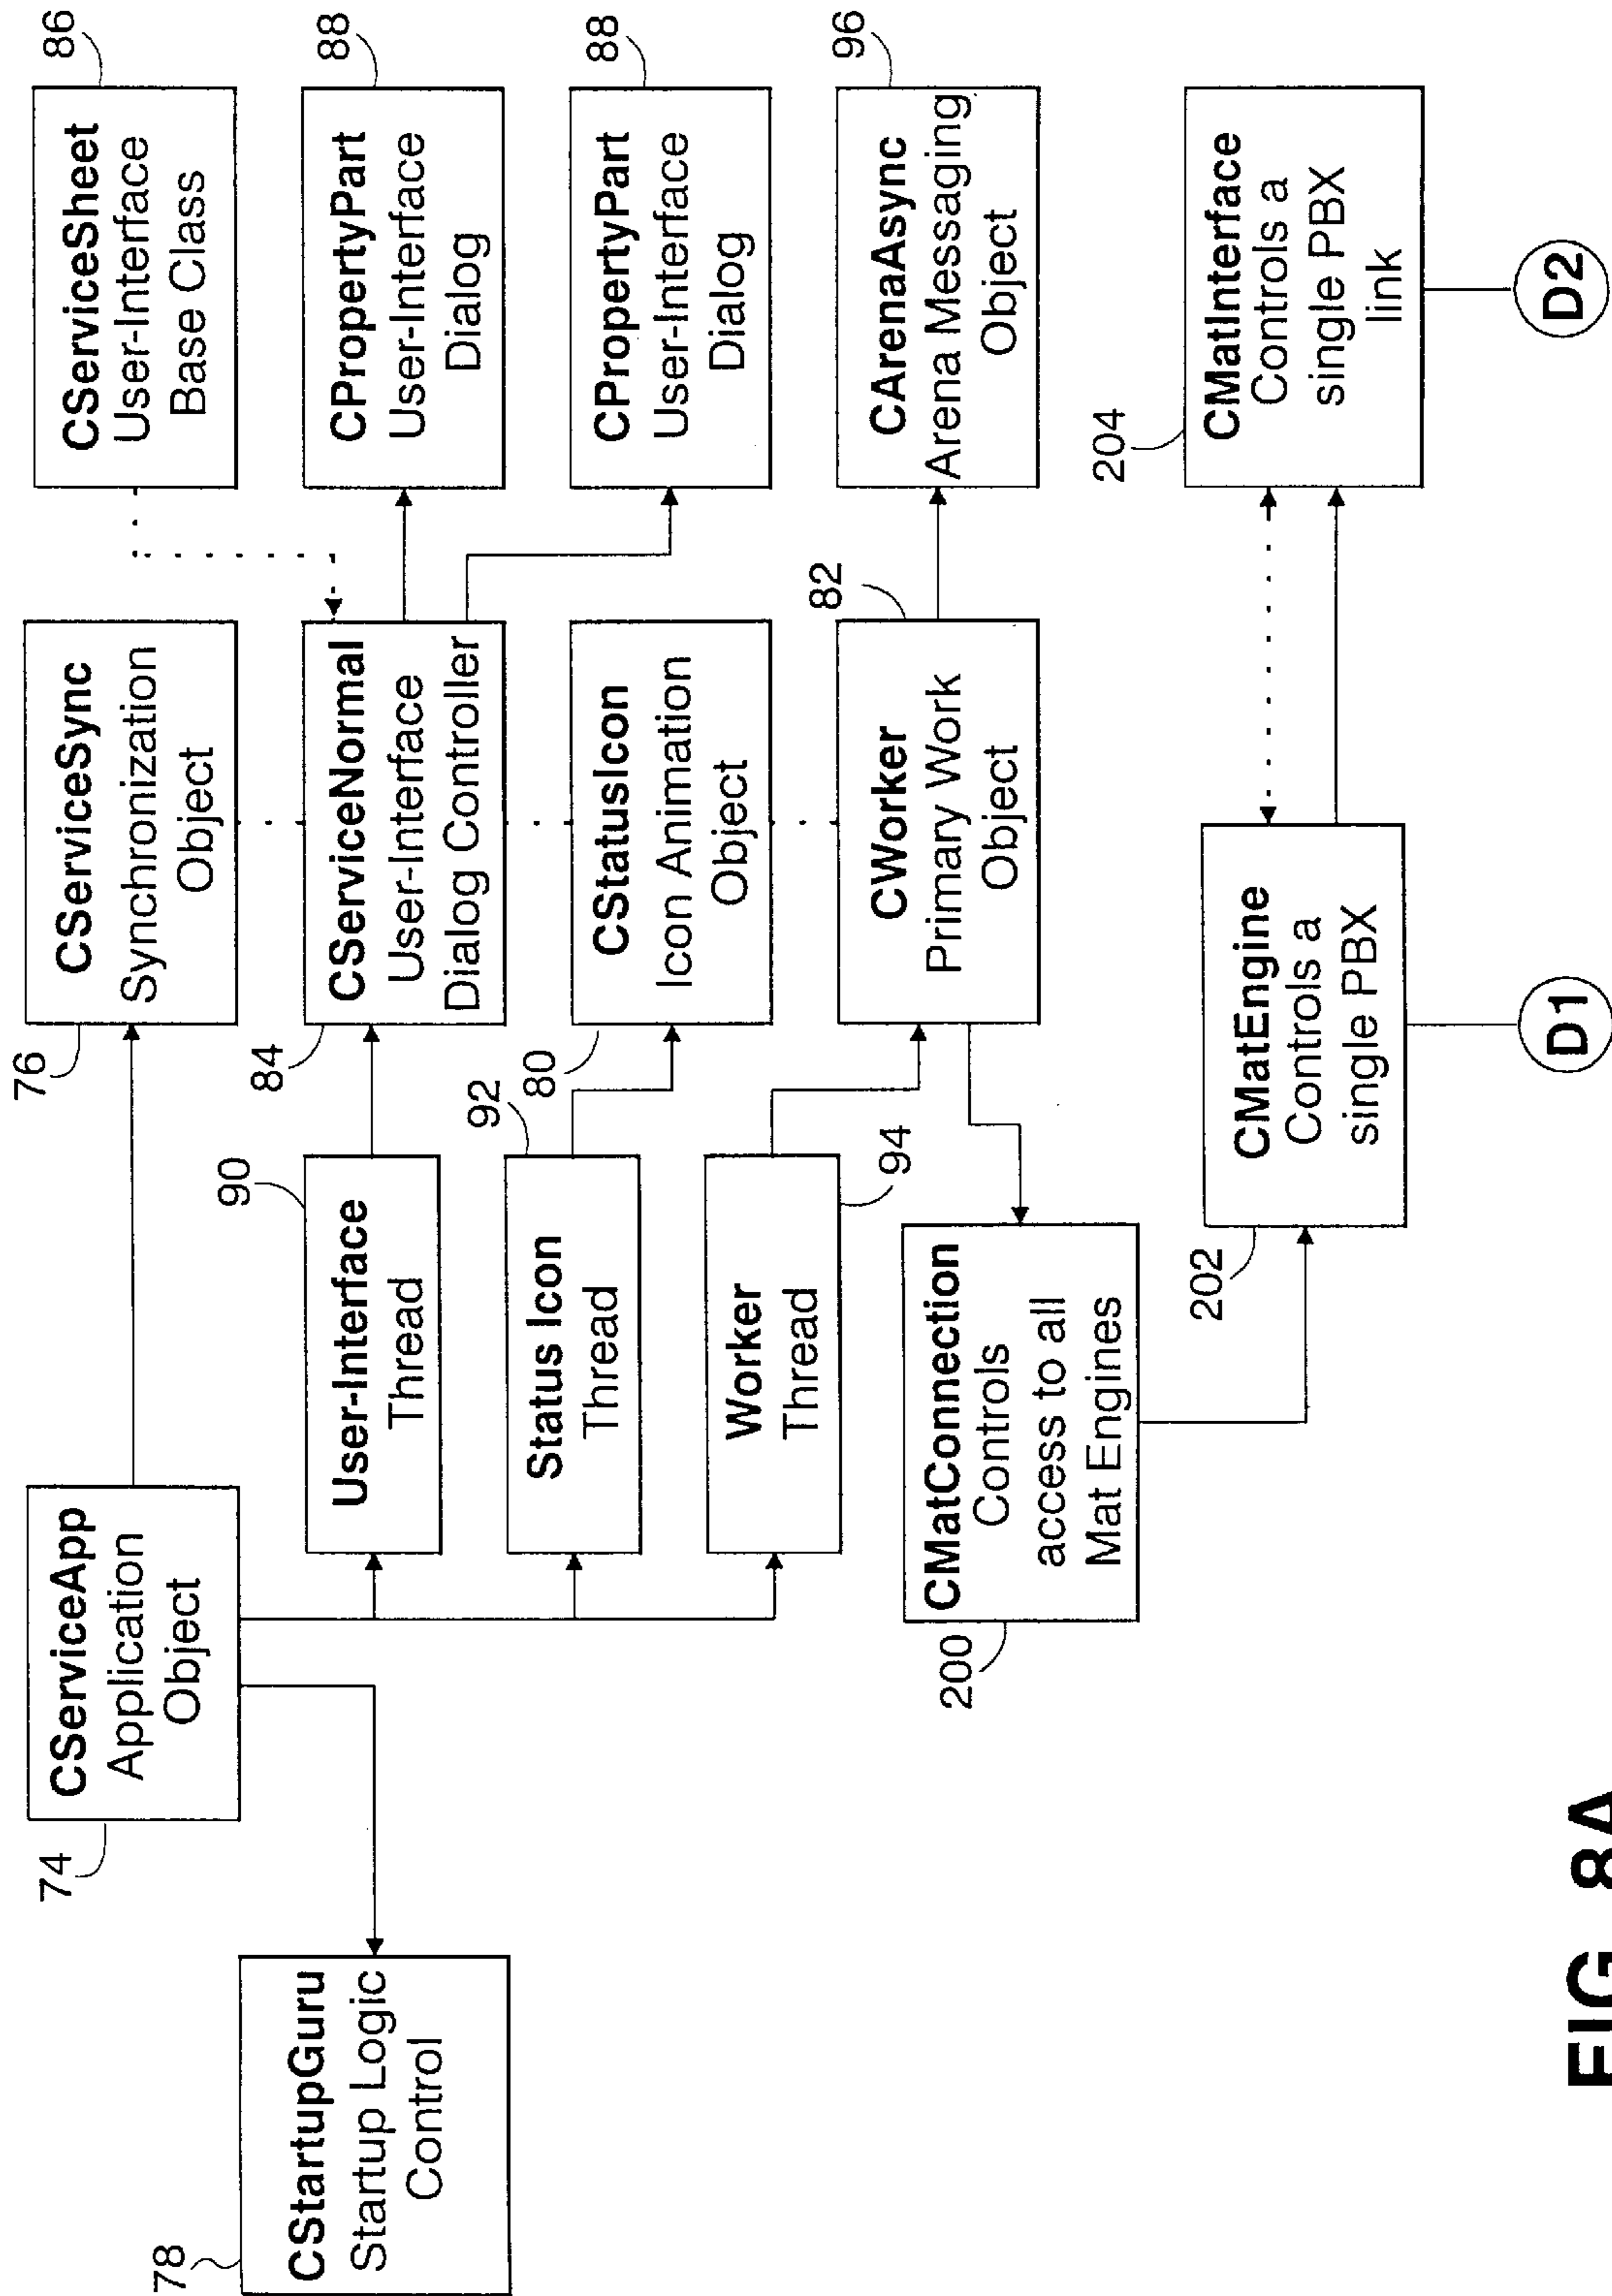 74
CServiceApp
Application
Object
76
CServiceSync
Synchronization
Object
86
CServiceSheet
User-Interface
Base Class
78
CStartupGuru
Startup Logic
Control
90
User-Interface
Thread
84
CServiceNormal
User-Interface
Dialog Controller
88
CPropertyPart
User-Interface
Dialog
92
Status Icon
Thread
80
CStatusIcon
Icon Animation
Object
88
CPropertyPart
User-Interface
Dialog
Worker
Thread
94
82
CWorker
Primary Work
Object
96
CArenaAsync
Arena Messaging
Object
200
CMatConnection
Controls
access to all
Mat Engines
202
CMatEngine
Controls a
single PBX
204
CMatInterface
Controls a
single PBX
link
D1
D2
FIG 8A